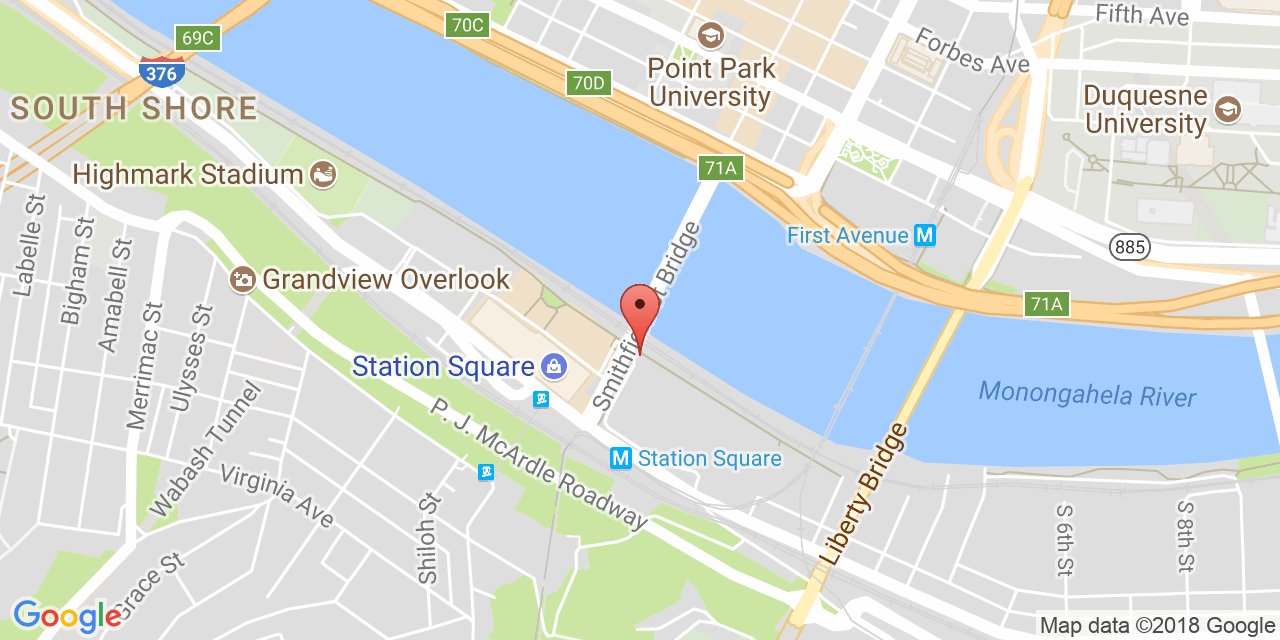 Fifth Ave
70C
69C
Forbes Ave
Point Park
University
376
70D
Duquesne
University
SOUTH SHORE
71A
Highmark Stadium
First Avenue M
885
Labelle St
Bigham St
Amabell St
Grandview Overlook
71A
Merrimac St
Ulysses St
Station Square
Monongahela River
Wabash Tunnel
P. J. McArdle Roadway
M Station Square
Liberty Bridge
Virginia Ave
Shiloh St
S 6th St
S 8th St
Grace St
Google
Map data ©2018 Google